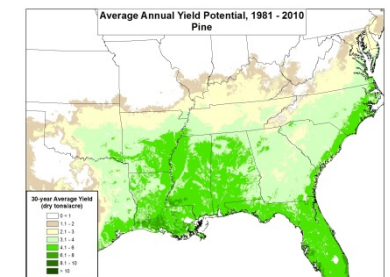 Average Annual Yield Potential, 1981 - 2010
Pine
30-year Average Yield
(dry tons/acre)
0 < 1
1.1 - 2
2.1 - 3
3.1 - 4
4.1 - 6
6.1 - 8
8.1 - 10
> 10